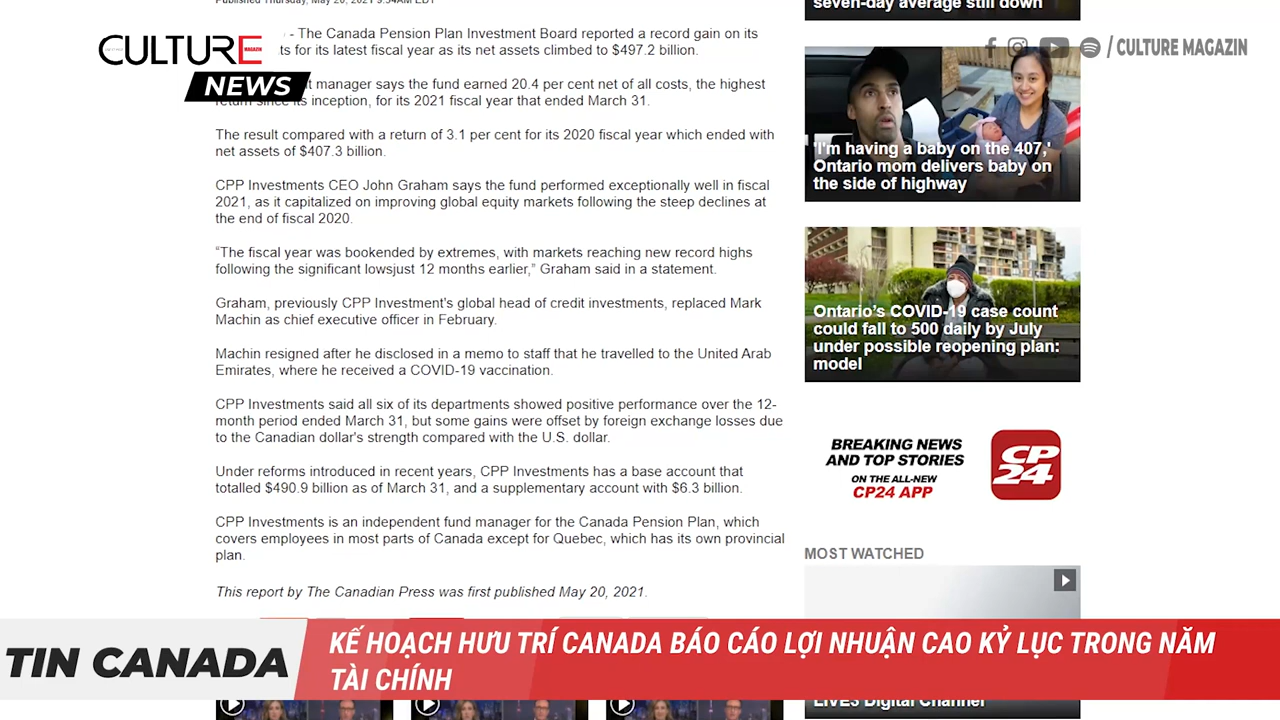 Published Thursday, May 20, 2021 9:34AM EDT
- The Canada Pension Plan Investment Board reported a record gain on its
ts for its latest fiscal year as its net assets climbed to $497.2 billion.
t manager says the fund earned 20.4 per cent net of all costs, the highest
return since its inception, for its 2021 fiscal year that ended March 31.
The result compared with a return of 3.1 per cent for its 2020 fiscal year which ended with
net assets of $407.3 billion.
CPP Investments CEO John Graham says the fund performed exceptionally well in fiscal
2021, as it capitalized on improving global equity markets following the steep declines at
the end of fiscal 2020.
“The fiscal year was bookended by extremes, with markets reaching new record highs
following the significant lowsjust 12 months earlier,” Graham said in a statement.
Graham, previously CPP Investment's global head of credit investments, replaced Mark
Machin as chief executive officer in February.
Machin resigned after he disclosed in a memo to staff that he travelled to the United Arab
Emirates, where he received a COVID-19 vaccination.
CPP Investments said all six of its departments showed positive performance over the 12-
month period ended March 31, but some gains were offset by foreign exchange losses due
to the Canadian dollar's strength compared with the U.S. dollar.
Under reforms introduced in recent years, CPP Investments has a base account that
totalled $490.9 billion as of March 31, and a supplementary account with $6.3 billion.
CPP Investments is an independent fund manager for the Canada Pension Plan, which
covers employees in most parts of Canada except for Quebec, which has its own provincial
plan.
This report by The Canadian Press was first published May 20, 2021.
CULTURE
MAGAZIN
NEWS
seven-day average still down
/ CULTURE MAGAZIN
'I'm having a baby on the 407,'
Ontario mom delivers baby on
the side of highway
Ontario’s COVID-19 case count
could fall to 500 daily by July
under possible reopening plan:
model
BREAKING NEWS
AND TOP STORIES
ON THE ALL-NEW
CP24 APP
CP
24
MOST WATCHED
LIVE3 Digital Channel
TIN CANADA
KẾ HOẠCH HƯU TRÍ CANADA BÁO CÁO LỢI NHUẬN CAO KỶ LỤC TRONG NĂM
TÀI CHÍNH